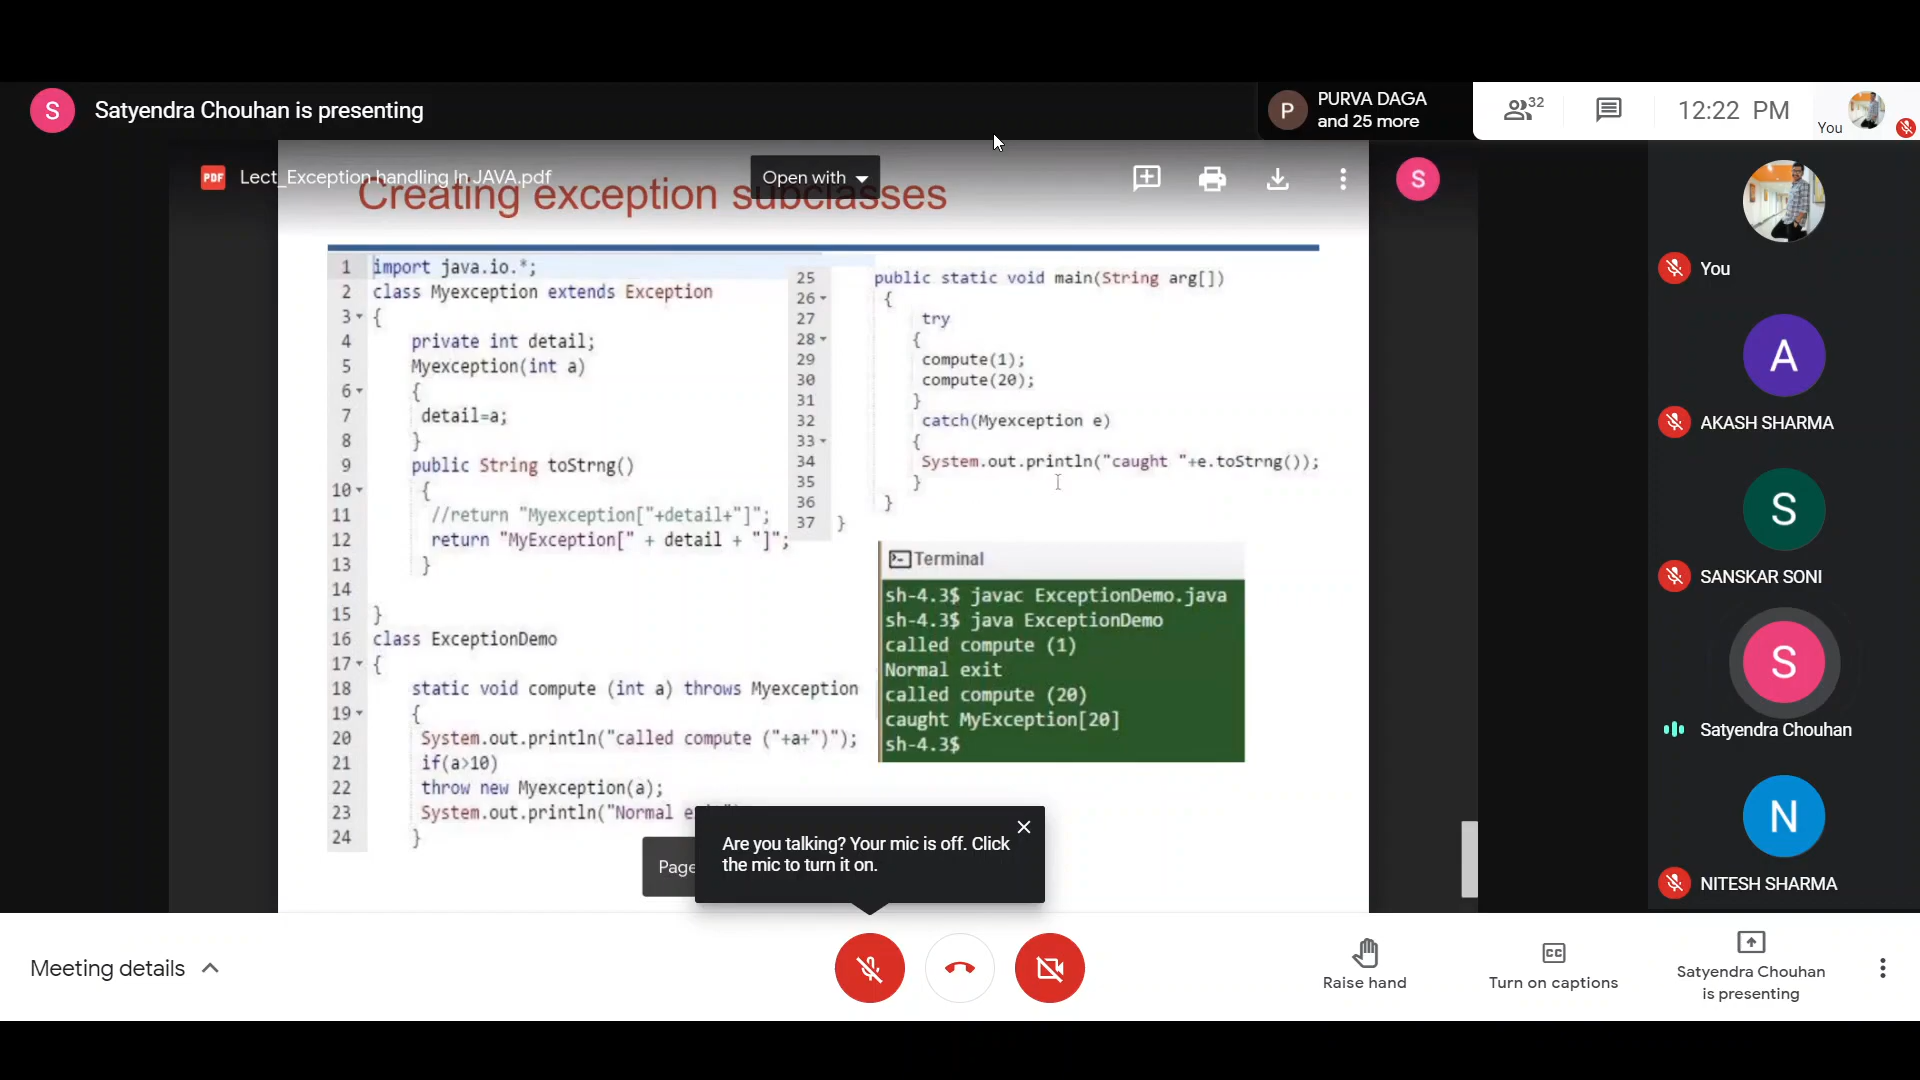 S
Satyendra Chouhan is presenting
P
PURVA DAGA
and 25 more
32
12:22 PM
You
PDF
Lect_Exception handling In JAVA.pdf
Open with
S
Creating exception subclasses
1 import java.io.*;
2 class Myexception extends Exception
3 {
4 private int detail;
5 Myexception(int a)
6 {
7 detail=a;
8 }
9 public String toStrng()
10 {
11 //return "Myexception["+detail+"]";
12 return "MyException[" + detail + "]";
13 }
14
15 }
16 class ExceptionDemo
17 {
18 static void compute (int a) throws Myexception
19 {
20 System.out.println("called compute ("+a+")");
21 if(a>10)
22 throw new Myexception(a);
23 System.out.println("Normal
24 }
25 public static void main(String arg[])
26 {
27 try
28 {
29 compute(1);
30 compute(20);
31 }
32 catch(Myexception e)
33 {
34 System.out.println("caught "+e.toStrng());
35 }
36 }
37 }
Terminal
sh-4.3$ javac ExceptionDemo.java
sh-4.3$ java ExceptionDemo
called compute (1)
Normal exit
called compute (20)
caught MyException[20]
sh-4.3$
Page
Are you talking? Your mic is off. Click
the mic to turn it on.
You
A
AKASH SHARMA
S
SANSKAR SONI
S
Satyendra Chouhan
N
NITESH SHARMA
Meeting details
Raise hand
CC
Turn on captions
Satyendra Chouhan
is presenting